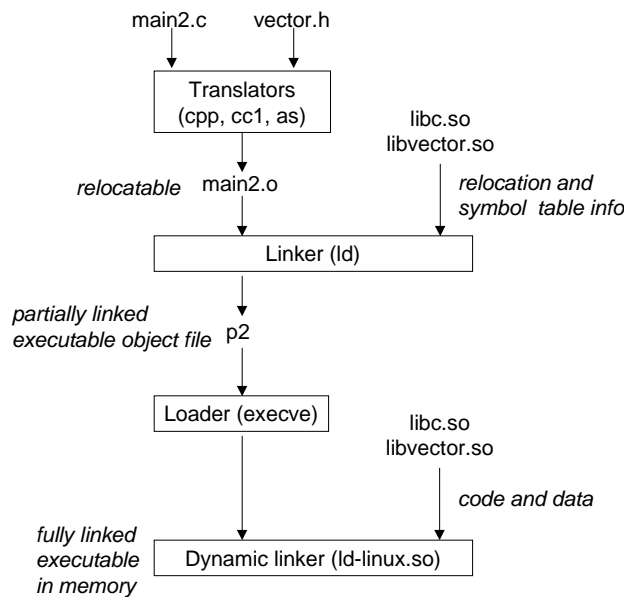 main2.c
vector.h
Translators
(cpp, cc1, as)
libc.so
libvector.so
relocatable
main2.o
relocation and
symbol table info
Linker (ld)
partially linked
executable object file
p2
Loader (execve)
libc.so
libvector.so
code and data
fully linked
executable
in memory
Dynamic linker (ld-linux.so)